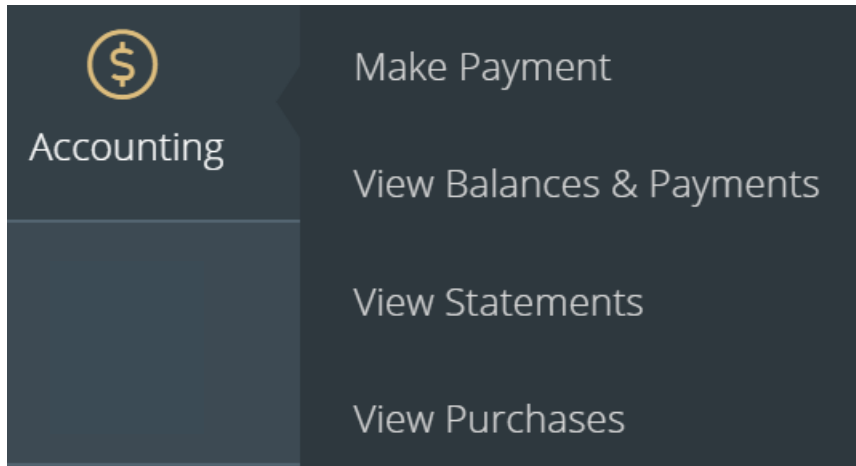 Accounting
Make Payment
View Balances & Payments
View Statements
View Purchases